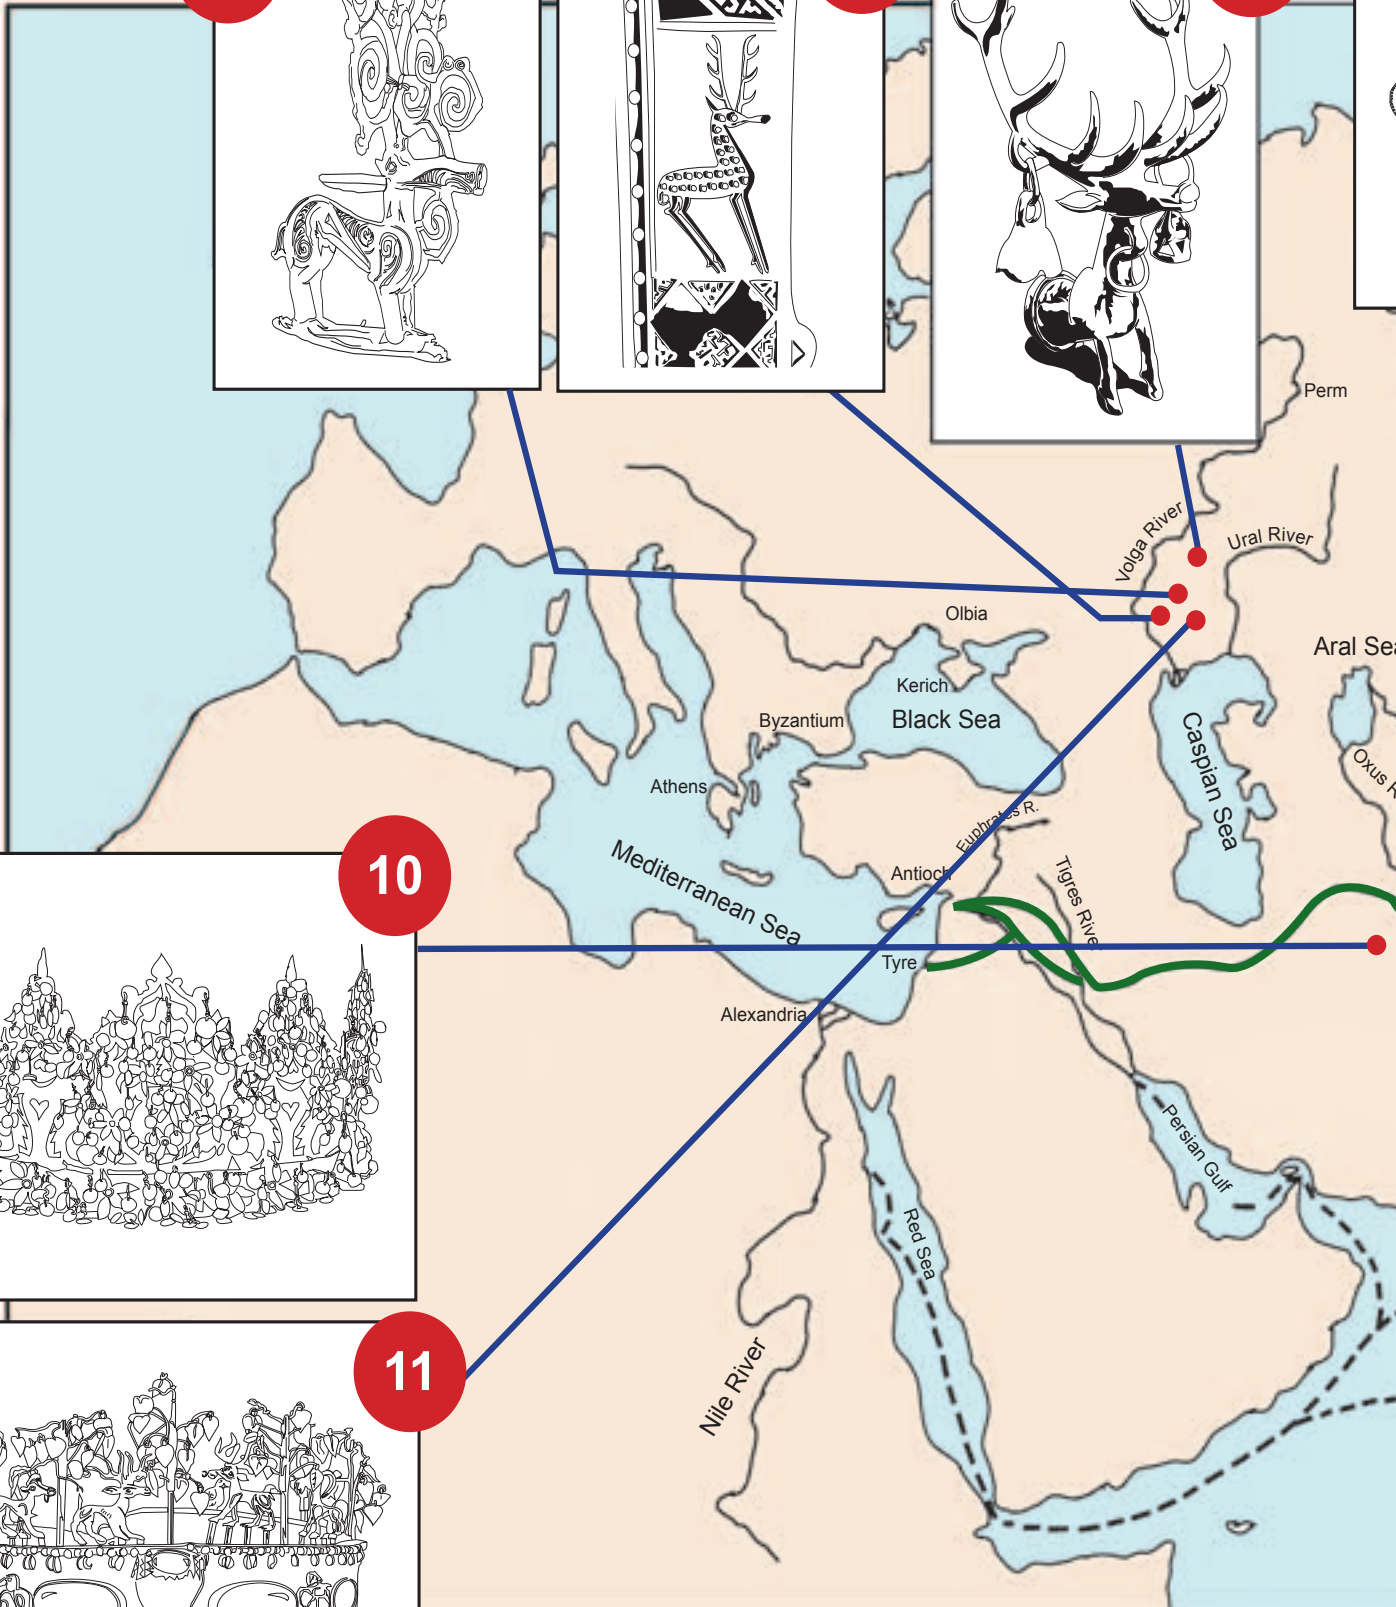 Perm
Volga River
Ural River
Olbia
Aral Sea
Kerich
Byzantium
Black Sea
Caspian Sea
Oxus R
Athens
Euphrates R.
10
Mediterranean Sea
Antioch
Tigres River
Tyre
Alexandria
Persian Gulf
Red Sea
11
Nile River